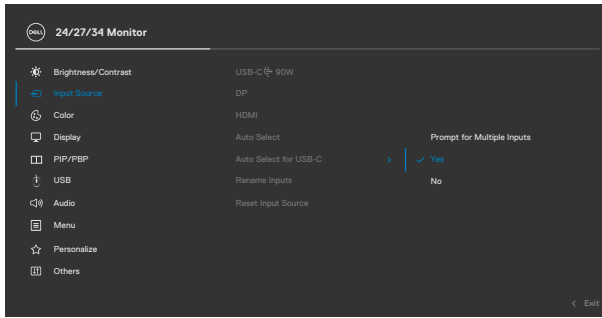 DELL
24/27/34 Monitor
Brightness/Contrast
USB-C 90W
Input Source
DP
Color
HDMI
Display
Auto Select
Prompt for Multiple Inputs
PIP/PBP
Auto Select for USB-C
Yes
USB
Rename Inputs
No
Audio
Reset Input Source
Menu
Personalize
Others
Exit